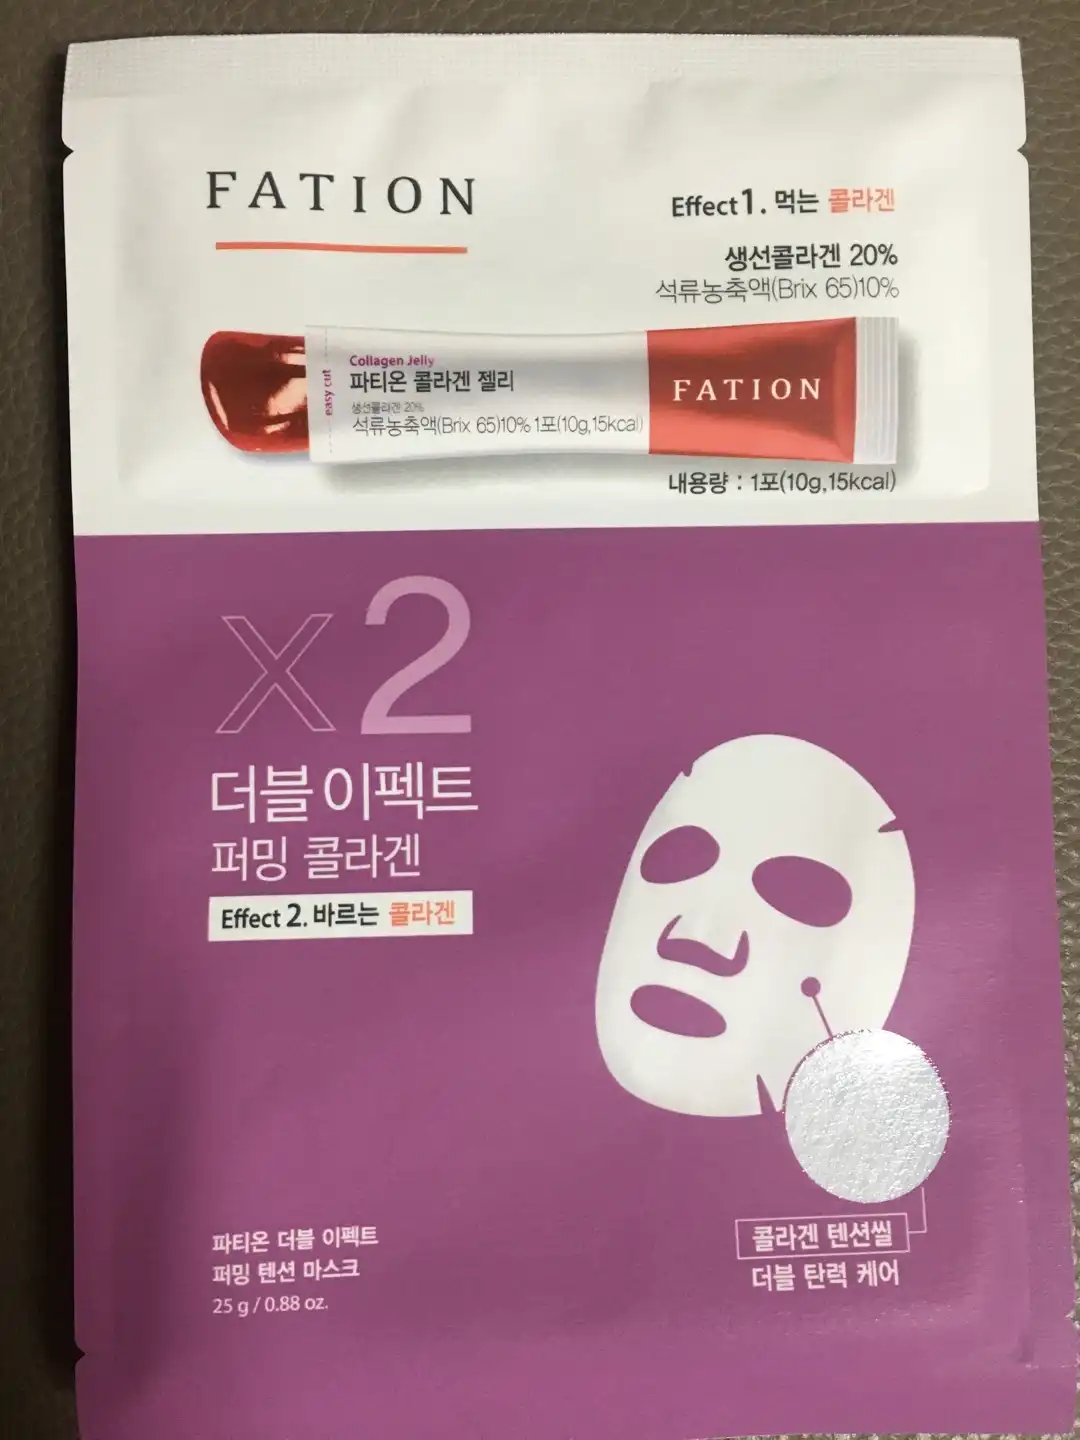 FATION
Effect1. 먹는 콜라겐
생선콜라겐 20%
석류농축액(Brix 65)10%
easy cut
Collagen Jelly
파티온 콜라겐 젤리
생선콜라겐 20%
석류농축액(Brix 65)10% 1포(10g,15kcal)
FATION
내용량 : 1포(10g,15kcal)
x2
더블 이펙트
퍼밍 콜라겐
Effect 2. 바르는 콜라겐
파티온 더블 이펙트
퍼밍 텐션 마스크
25 g / 0.88 oz.
콜라겐 텐션씰
더블 탄력 케어